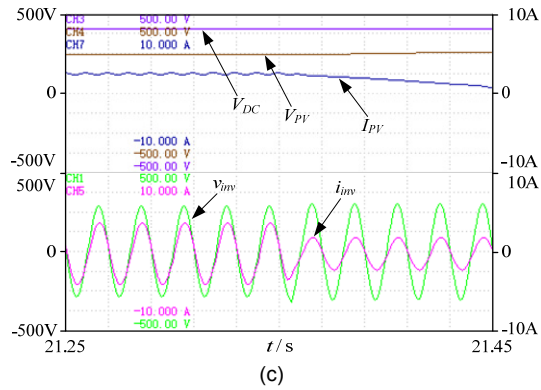 500V CH3 500.00 V 10A
CH4 500.00 V
CH7 10.000 A
0 V_DC V_PV I_PV 0
-10.000 A
-500.00 V
-500V -500.00 V -10A
500V CH1 500.00 V 10A
CH5 10.000 A
v_inv i_inv
0 0
-10.000 A
-500V -500.00 V -10A
21.25 t / s 21.45
(c)